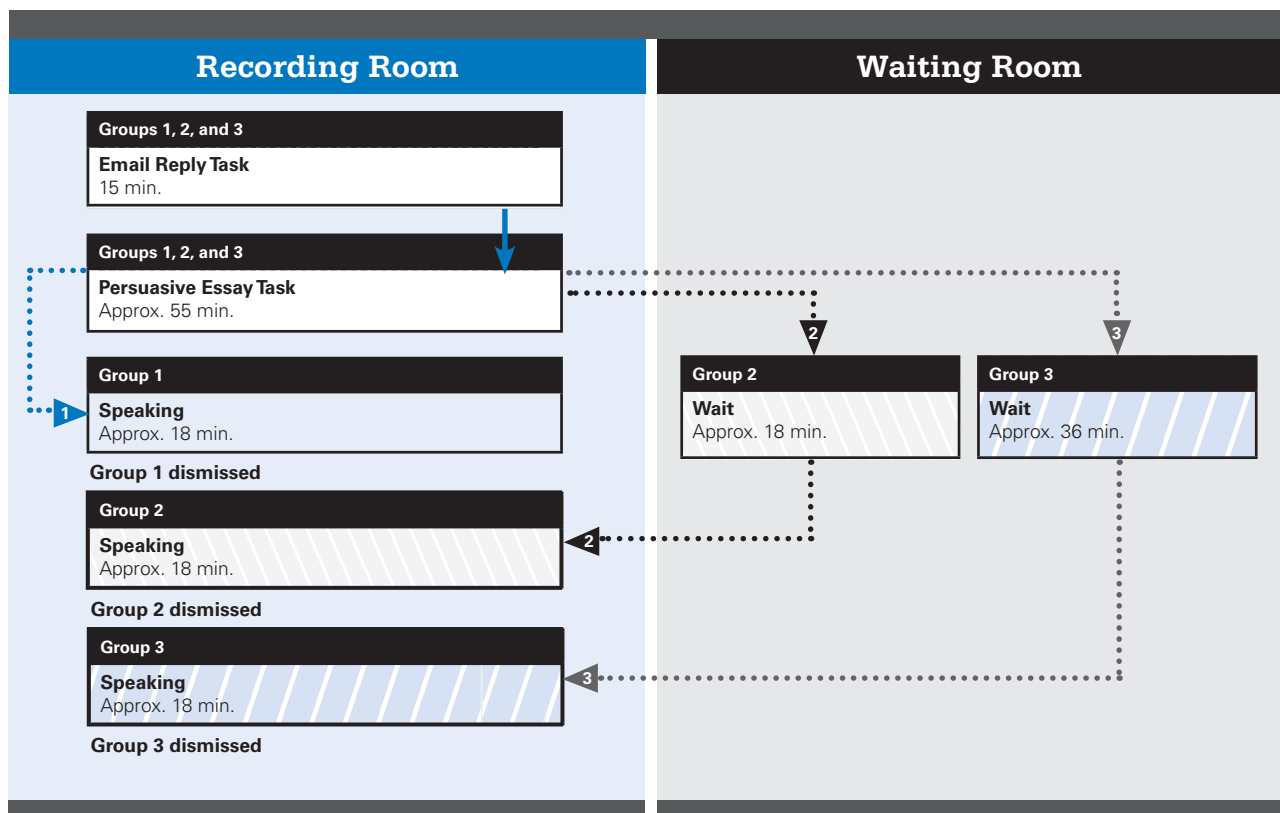 Recording Room
Waiting Room
Groups 1, 2, and 3
Email Reply Task
15 min.
Groups 1, 2, and 3
Persuasive Essay Task
Approx. 55 min.
2
3
Group 1
1
Speaking
Approx. 18 min.
Group 1 dismissed
Group 2
Wait
Approx. 18 min.
Group 3
Wait
Approx. 36 min.
Group 2
Speaking
Approx. 18 min.
2
Group 2 dismissed
Group 3
Speaking
Approx. 18 min.
3
Group 3 dismissed